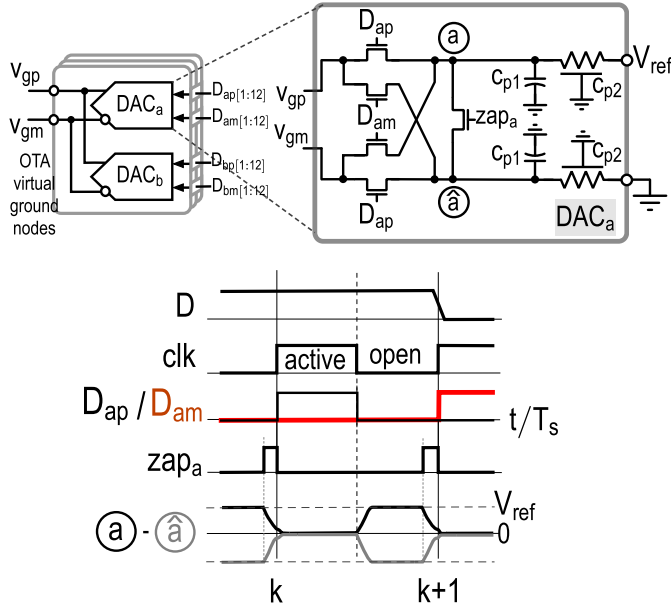 D_ap
V_ref
a
c_p1
c_p2
v_gp
DAC_a
D_ap[1:12]
v_gp
D_am
zap_a
v_gm
D_am[1:12]
v_gm
OTA
virtual
ground
nodes
DAC_b
D_bp[1:12]
D_bm[1:12]
c_p1
c_p2
â
D_ap
DAC_a
D
clk
active
open
D_ap / D_am
t/T_s
zap_a
a - â
V_ref
0
k
k+1